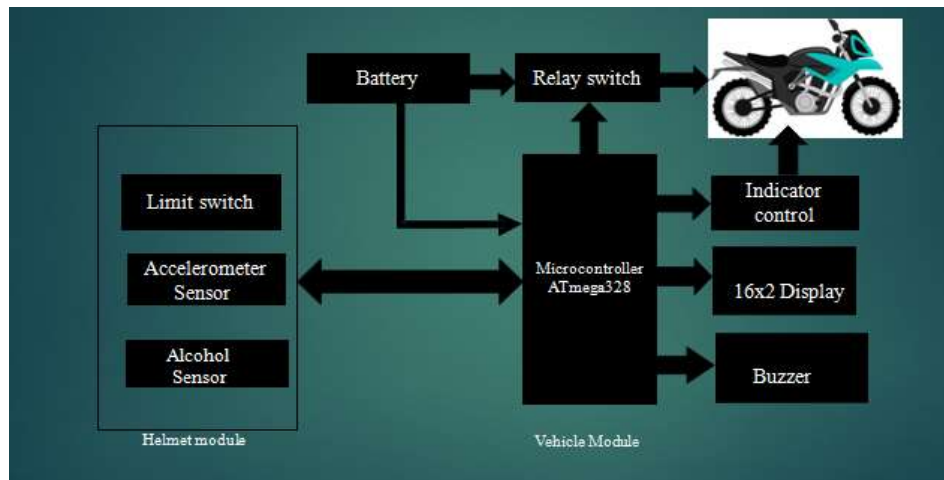 Battery
Relay switch
Limit switch
Indicator
control
Accelerometer
Sensor
Microcontroller
ATmega328
16x2 Display
Alcohol
Sensor
Buzzer
Helmet module
Vehicle Module